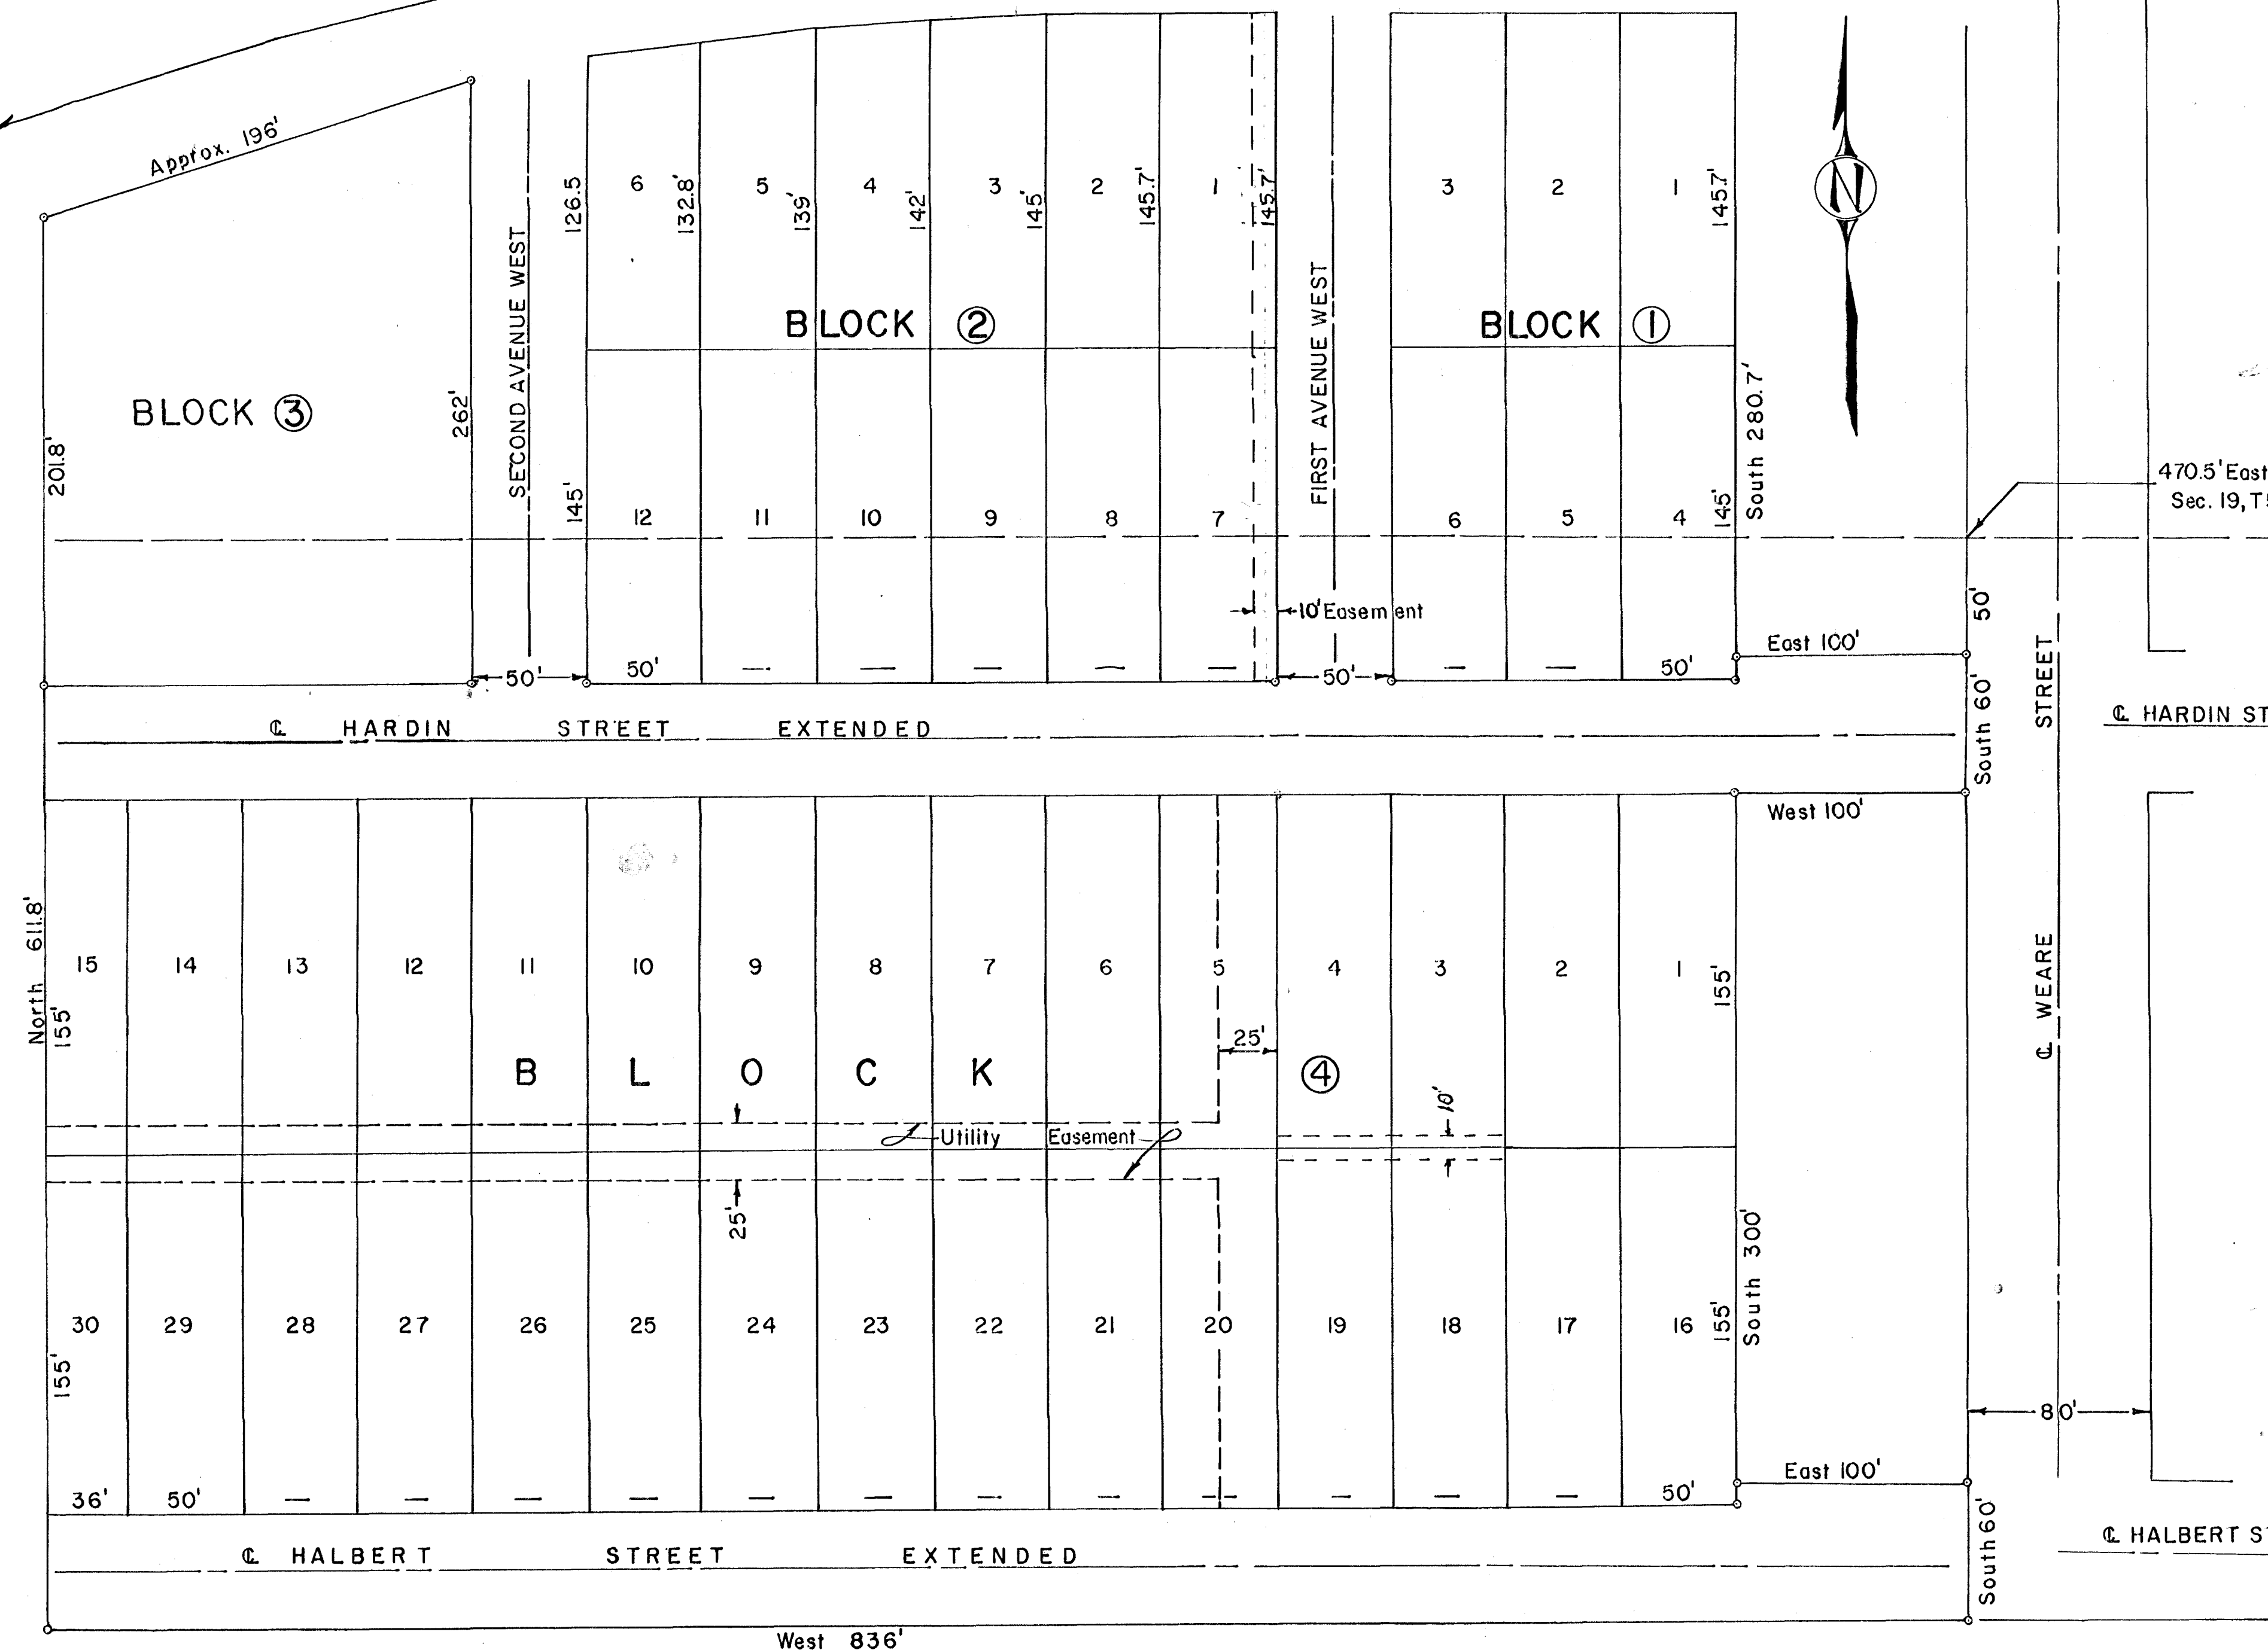 Approx. 196'
201.8'
BLOCK ③
262'
SECOND AVENUE WEST
126.5
6
132.8'
5
139'
4
142'
3
145'
2
145.7'
1
145.7'
BLOCK ②
145'
12
11
10
9
8
7
10' Easement
FIRST AVENUE WEST
3
2
1
145.7'
BLOCK ①
South 280.7'
6
5
4
145'
N
470.5' East
Sec. 19,
50'
50'
50'
50'
East 100'
50'
South 60'
℄ HARDIN STREET EXTENDED
℄ HARDIN
℄ WEARE STREET
West 100'
North 611.8'
15
14
13
12
11
10
9
8
7
6
5
4
3
2
1
155'
155'
25'
BLOCK ④
10'
Utility Easement
25'
South 300'
30
29
28
27
26
25
24
23
22
21
20
19
18
17
16
155'
155'
80'
East 100'
36'
50'
50'
℄ HALBERT STREET EXTENDED
South 60'
℄ HALBERT
West 836'